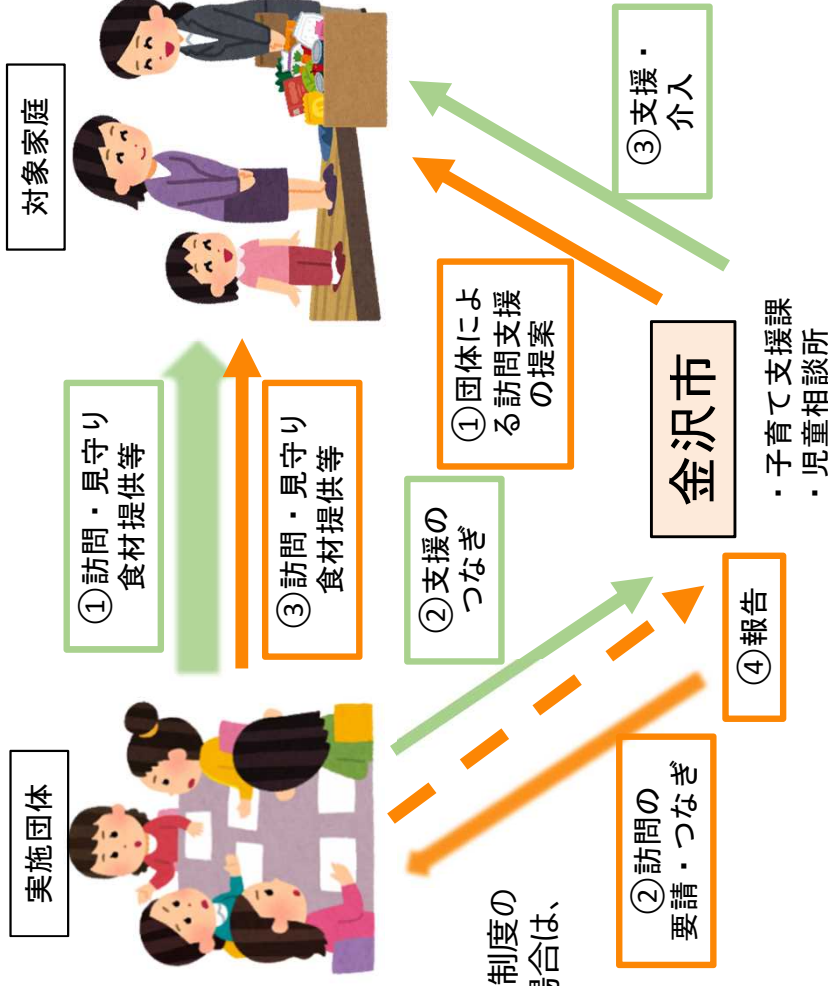 実施団体
対象家庭
①訪問・見守り
食材提供等
③訪問・見守り
食材提供等
②支援の
つなぎ
①団体によ
る訪問支援
の提案
③支援・
介入
②訪問の
要請・つなぎ
④報告
金沢市
・子育て支援課
・児童相談所
制度の
場合は、